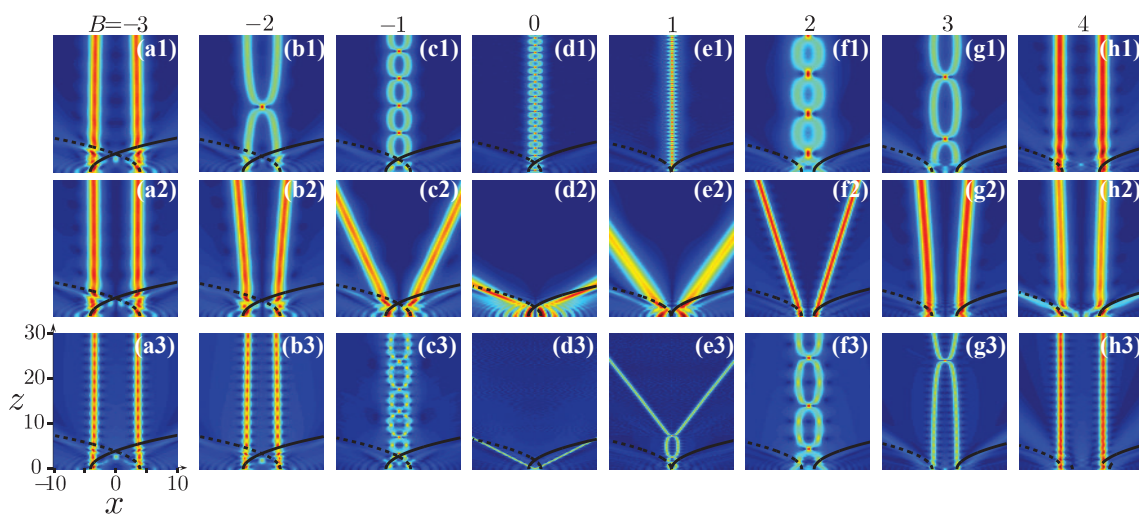 B=−3 −2 −1 0 1 2 3 4
(a1) (b1) (c1) (d1) (e1) (f1) (g1) (h1)
(a2) (b2) (c2) (d2) (e2) (f2) (g2) (h2)
(a3) (b3) (c3) (d3) (e3) (f3) (g3) (h3)
30
20
10
0
z
−10 0 10
x